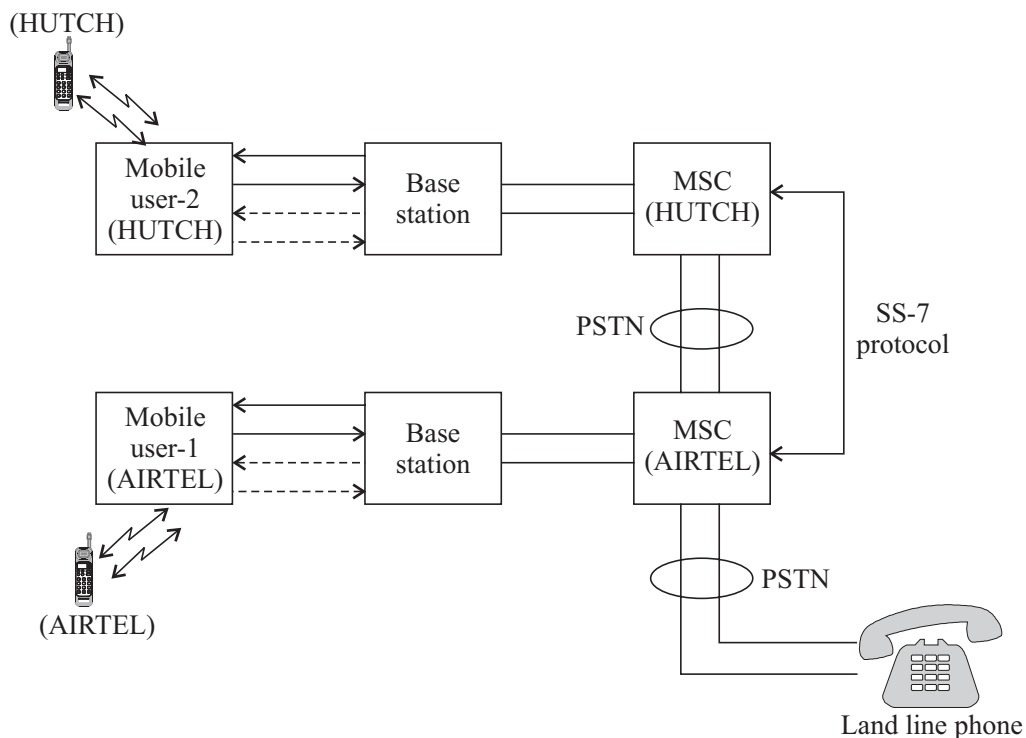 (HUTCH)
Mobile
user-2
(HUTCH)
Base
station
MSC
(HUTCH)
PSTN
SS-7
protocol
Mobile
user-1
(AIRTEL)
Base
station
MSC
(AIRTEL)
PSTN
(AIRTEL)
Land line phone